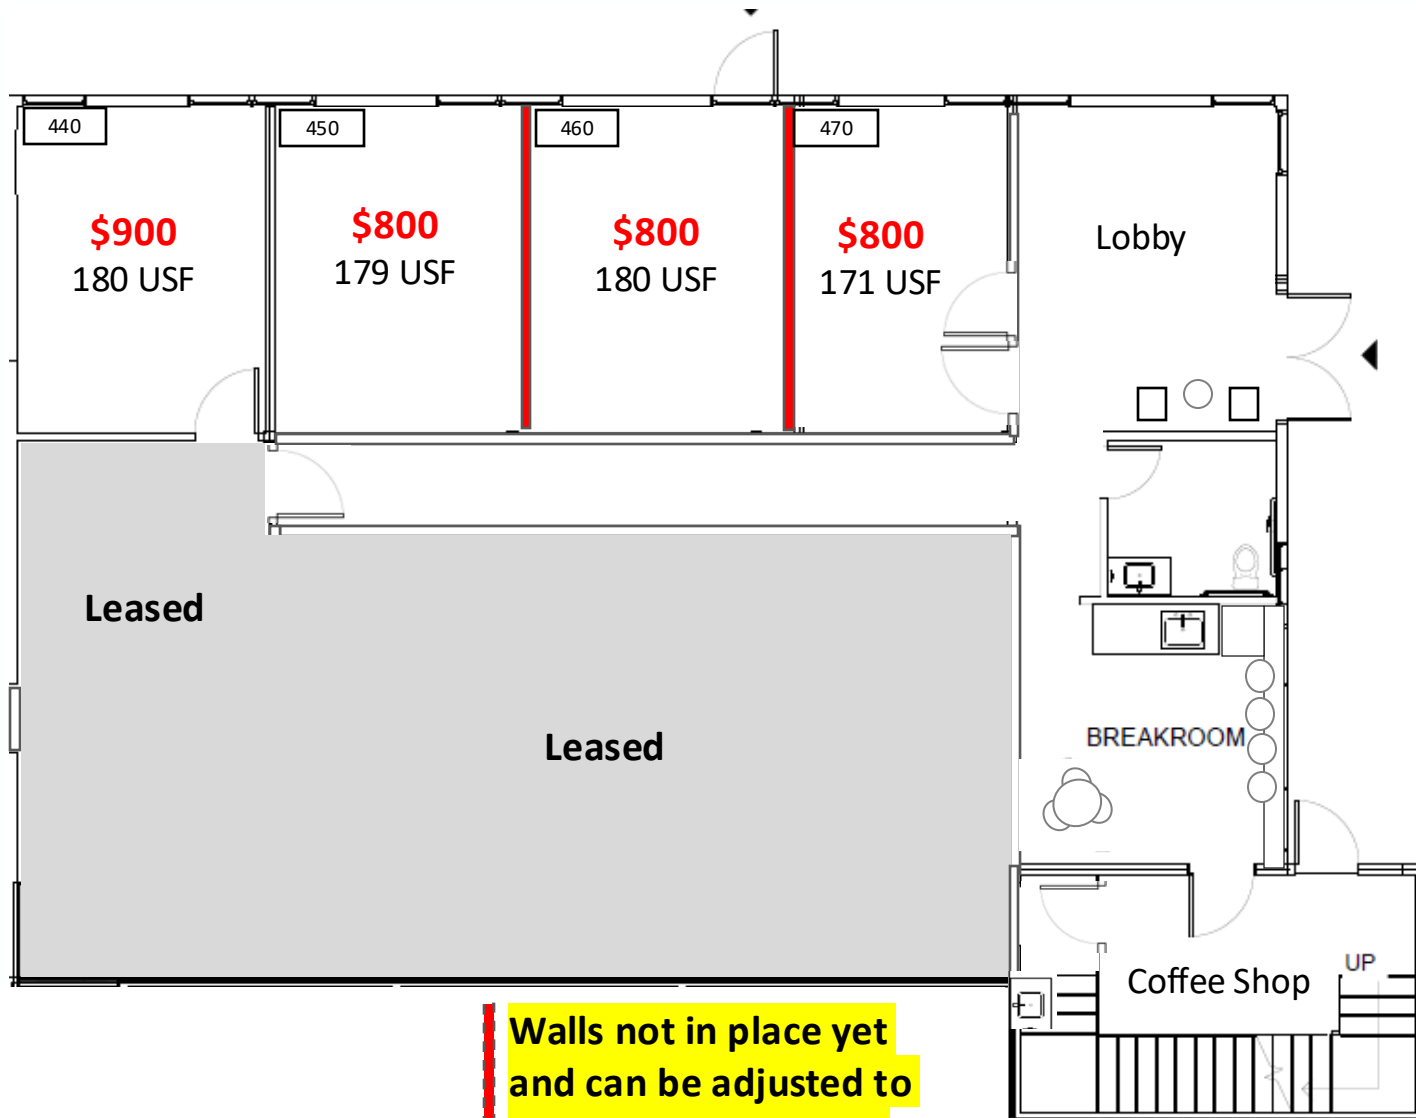 440
450
460
470
$900
180 USF
$800
179 USF
$800
180 USF
$800
171 USF
Lobby
Leased
Leased
BREAKROOM
Coffee Shop
UP
Walls not in place yet
and can be adjusted to